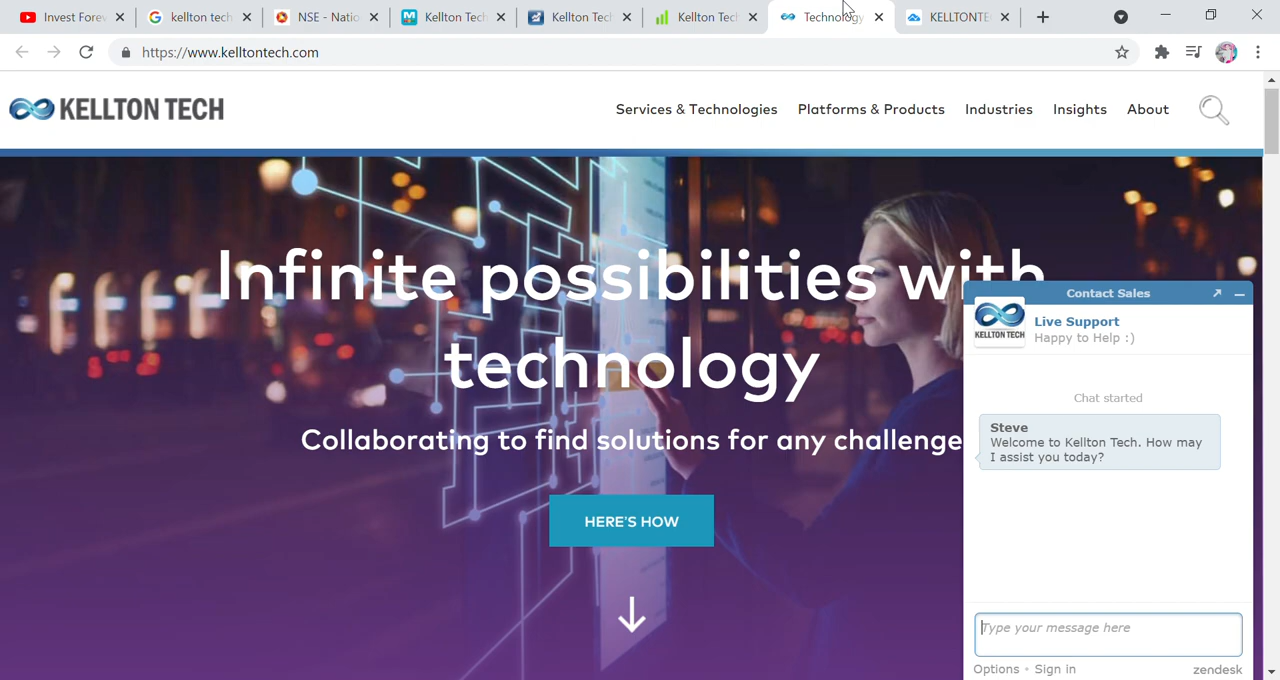 Invest Forev
kellton tech
NSE - Natio
Kellton Tech
Kellton Tech
Kellton Tech
Technology
KELLTONTE
https://www.kelltontech.com
KELLTON TECH
Services & Technologies
Platforms & Products
Industries
Insights
About
Infinite possibilities with
technology
Collaborating to find solutions for any challenge
HERE'S HOW
Contact Sales
KELLTON TECH
Live Support
Happy to Help :)
Chat started
Steve
Welcome to Kellton Tech. How may
I assist you today?
Type your message here
Options • Sign in
zendesk